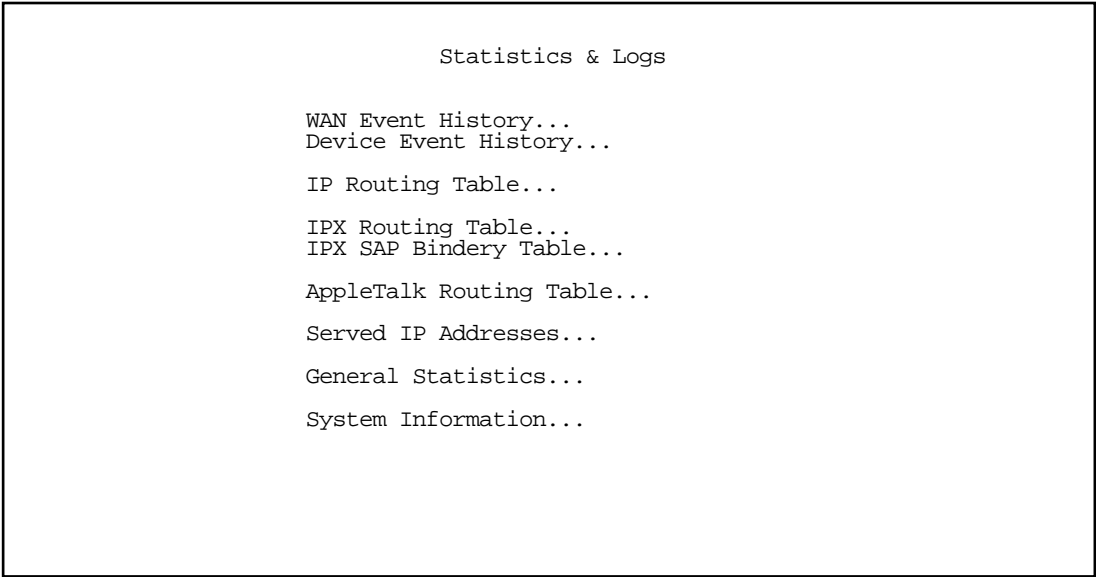 Statistics & Logs
WAN Event History...
Device Event History...
IP Routing Table...
IPX Routing Table...
IPX SAP Bindery Table...
AppleTalk Routing Table...
Served IP Addresses...
General Statistics...
System Information...